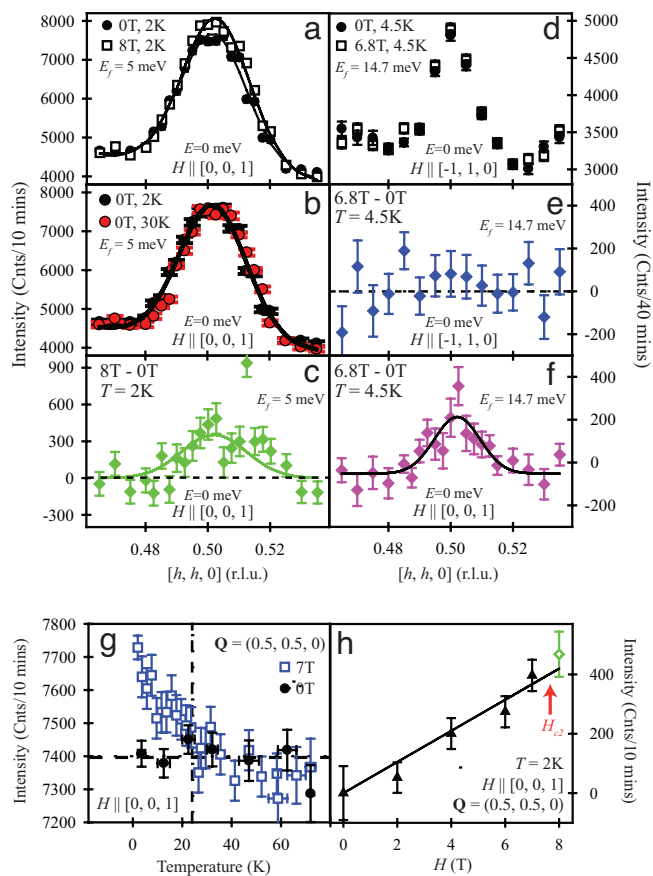 a
8000
7000
6000
5000
4000
0T, 2K
8T, 2K
E_f = 5 meV
E=0 meV
H || [0, 0, 1]
d
0T, 4.5K
6.8T, 4.5K
E_f = 14.7 meV
E=0 meV
H || [-1, 1, 0]
5000
4500
4000
3500
3000
b
8000
7000
6000
5000
4000
0T, 2K
0T, 30K
E_f = 5 meV
E=0 meV
H || [0, 0, 1]
Intensity (Cnts/10 mins)
e
6.8T - 0T
T = 4.5K
E_f = 14.7 meV
E=0 meV
H || [-1, 1, 0]
400
200
0
-200
Intensity (Cnts/40 mins)
c
900
600
300
0
-300
8T - 0T
T = 2K
E_f = 5 meV
E=0 meV
H || [0, 0, 1]
0.48
0.50
0.52
[h, h, 0] (r.l.u.)
f
6.8T - 0T
T = 4.5K
E_f = 14.7 meV
E=0 meV
H || [0, 0, 1]
400
200
0
-200
0.48
0.50
0.52
[h, h, 0] (r.l.u.)
g
7800
7700
7600
7500
7400
7300
7200
Intensity (Cnts/10 mins)
Q = (0.5, 0.5, 0)
7T
0T
H || [0, 0, 1]
0
20
40
60
Temperature (K)
h
400
200
0
Intensity (Cnts/10 mins)
H_c2
T = 2K
H || [0, 0, 1]
Q = (0.5, 0.5, 0)
0
2
4
6
8
H (T)